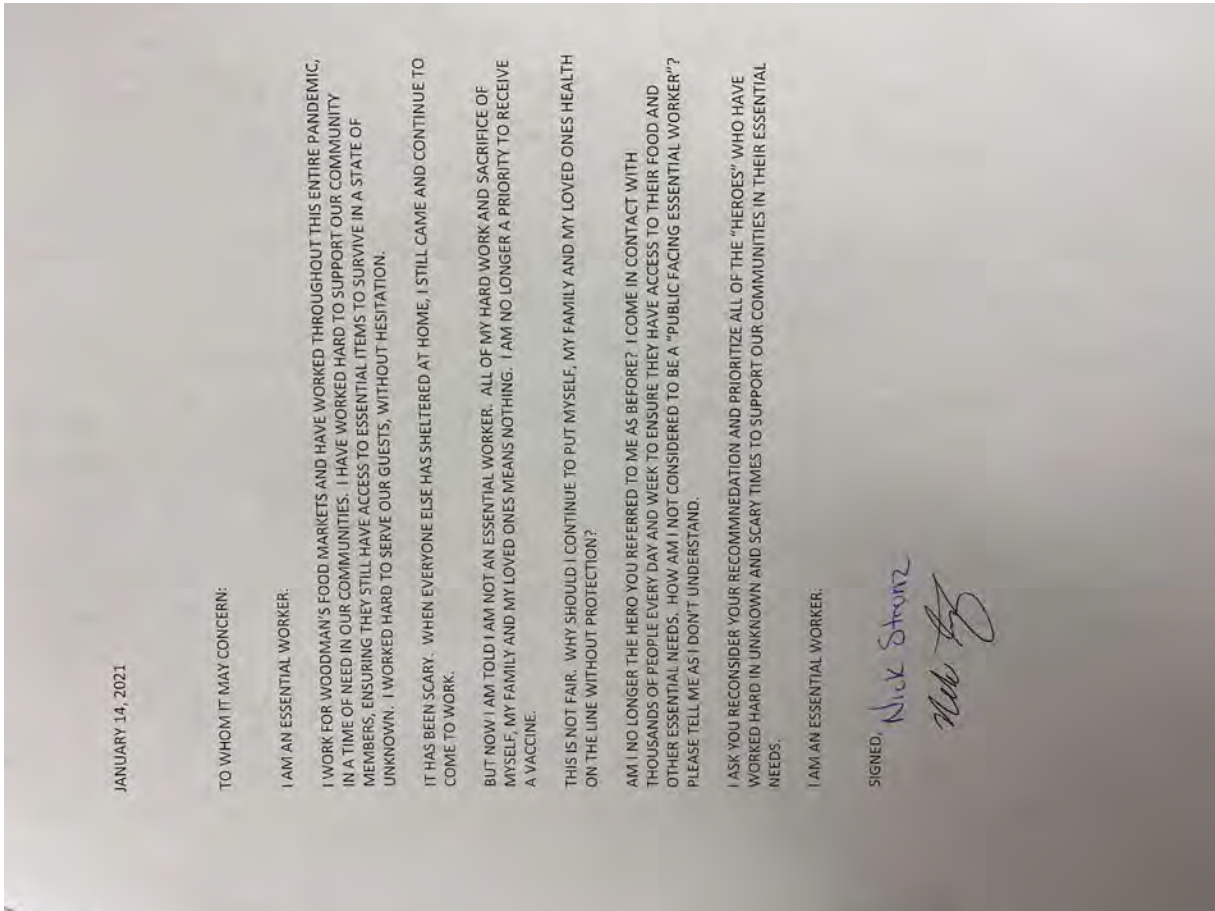 JANUARY 14, 2021
TO WHOM IT MAY CONCERN:
I AM AN ESSENTIAL WORKER:
I WORK FOR WOODMAN'S FOOD MARKETS AND HAVE WORKED THROUGHOUT THIS ENTIRE PANDEMIC,
IN A TIME OF NEED IN OUR COMMUNITIES. I HAVE WORKED HARD TO SUPPORT OUR COMMUNITY
MEMBERS, ENSURING THEY STILL HAVE ACCESS TO ESSENTIAL ITEMS TO SURVIVE IN A STATE OF
UNKNOWN. I WORKED HARD TO SERVE OUR GUESTS, WITHOUT HESITATION.
IT HAS BEEN SCARY. WHEN EVERYONE ELSE HAS SHELTERED AT HOME, I STILL CAME AND CONTINUE TO
COME TO WORK.
BUT NOW I AM TOLD I AM NOT AN ESSENTIAL WORKER. ALL OF MY HARD WORK AND SACRIFICE OF
MYSELF, MY FAMILY AND MY LOVED ONES MEANS NOTHING. I AM NO LONGER A PRIORITY TO RECEIVE
A VACCINE.
THIS IS NOT FAIR. WHY SHOULD I CONTINUE TO PUT MYSELF, MY FAMILY AND MY LOVED ONES HEALTH
ON THE LINE WITHOUT PROTECTION?
AM I NO LONGER THE HERO YOU REFERRED TO ME AS BEFORE? I COME IN CONTACT WITH
THOUSANDS OF PEOPLE EVERY DAY AND WEEK TO ENSURE THEY HAVE ACCESS TO THEIR FOOD AND
OTHER ESSENTIAL NEEDS. HOW AM I NOT CONSIDERED TO BE A "PUBLIC FACING ESSENTIAL WORKER"?
PLEASE TELL ME AS I DON'T UNDERSTAND.
I ASK YOU RECONSIDER YOUR RECOMMNEDATION AND PRIORITIZE ALL OF THE "HEROES" WHO HAVE
WORKED HARD IN UNKNOWN AND SCARY TIMES TO SUPPORT OUR COMMUNITIES IN THEIR ESSENTIAL
NEEDS.
I AM AN ESSENTIAL WORKER:
SIGNED, Nick Strunz